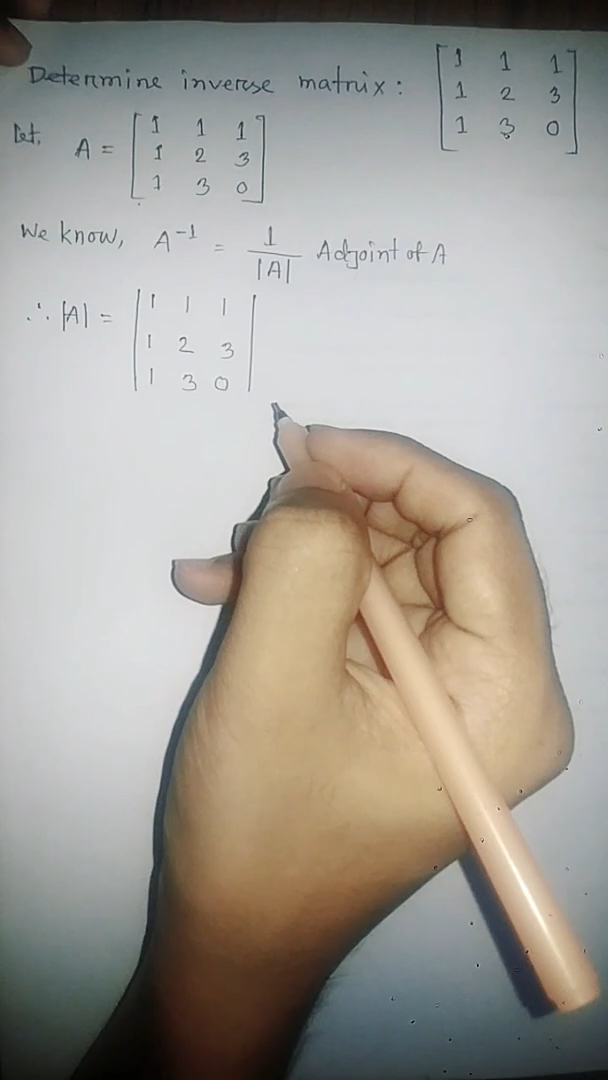 Determine inverse matrix: [1 1 1
1 2 3
1 3 0]
Let, A = [1 1 1
1 2 3
1 3 0]
We know, A⁻¹ = 1/|A| Adjoint of A
∴ |A| = |1 1 1
1 2 3
1 3 0|